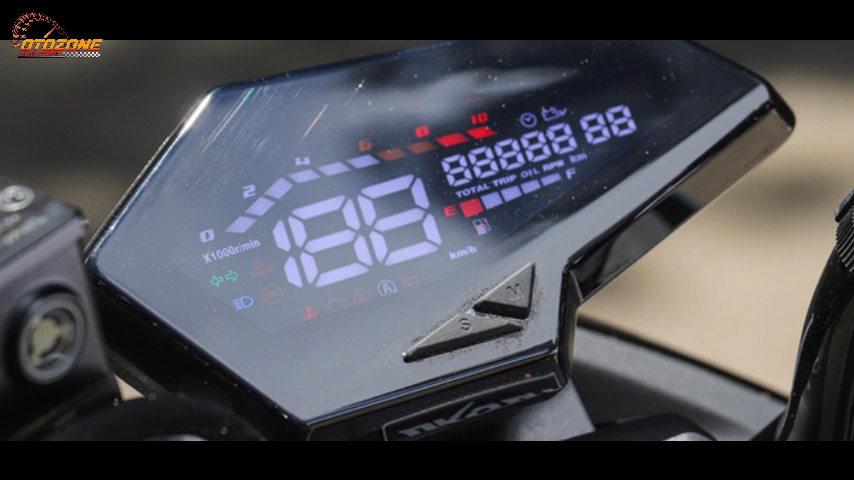 OTOZONE
0 2 4 6 8 10
X1000r/min
188
km/h
88888 88
km
TOTAL TRIP OIL RPM
E F
A
S M